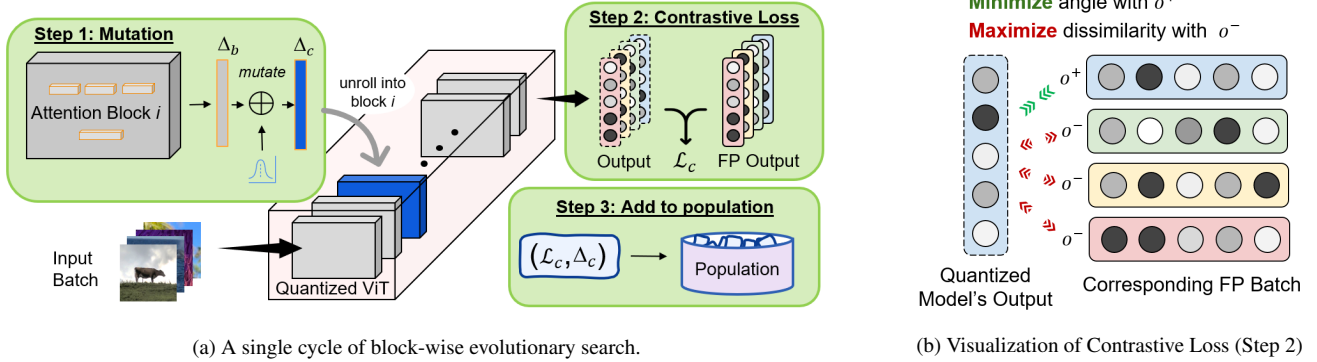 Step 1: Mutation
Δb
Δc
mutate
Attention Block i
unroll into
block i
Step 2: Contrastive Loss
Output
ℒc
FP Output
Step 3: Add to population
(ℒc,Δc)
Population
Input
Batch
Quantized ViT
(a) A single cycle of block-wise evolutionary search.
Minimize angle with o+
Maximize dissimilarity with o−
o+
o−
o−
o−
Quantized
Model's Output
Corresponding FP Batch
(b) Visualization of Contrastive Loss (Step 2)